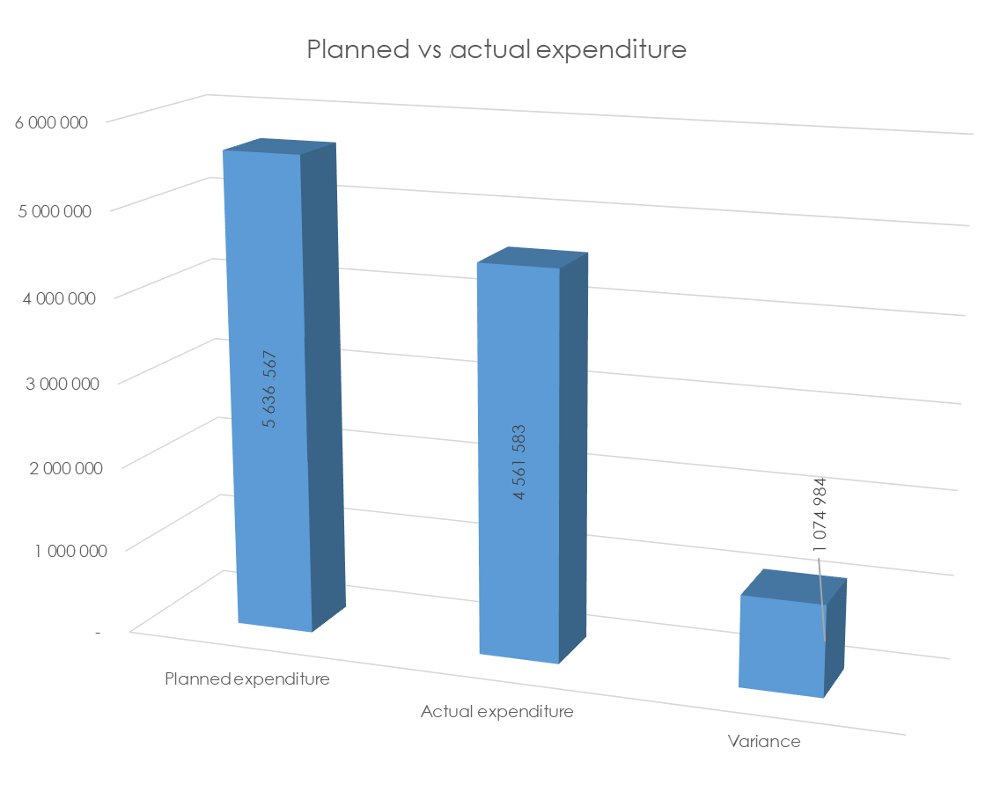 Planned vs actual expenditure
6 000 000
5 000 000
4 000 000
3 000 000
2 000 000
1 000 000
-
5 636 567
4 561 583
1 074 984
Planned expenditure
Actual expenditure
Variance